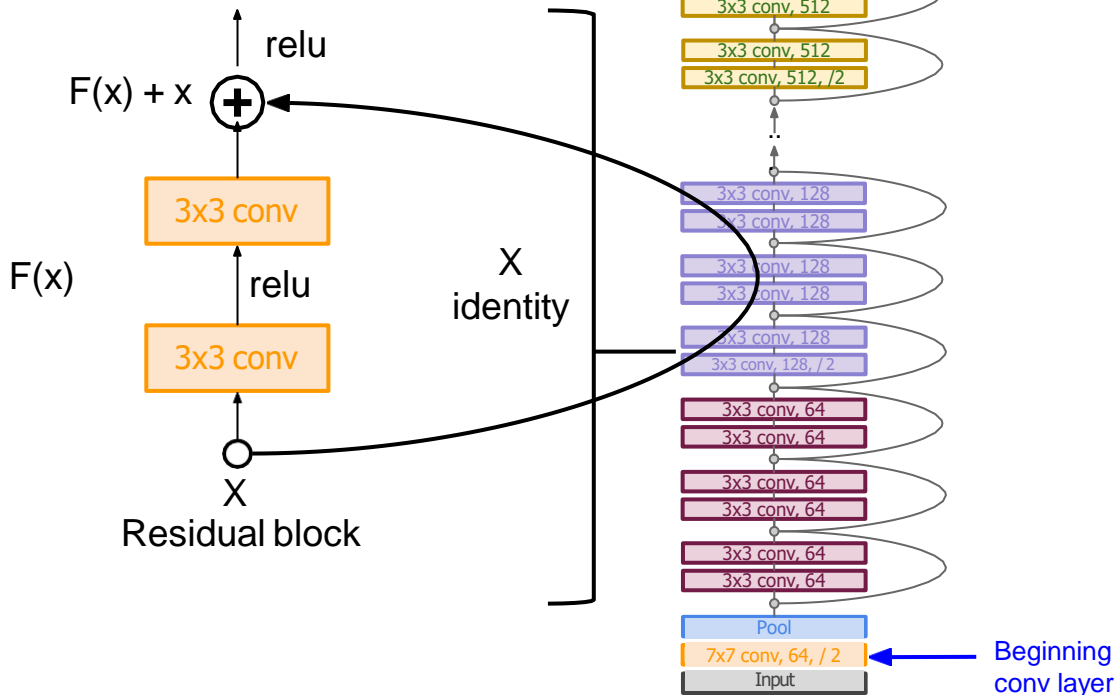 relu
F(x) + x
3x3 conv
F(x)
relu
3x3 conv
X
Residual block
X
identity
3x3 conv, 512
3x3 conv, 512
3x3 conv, 512, /2
..
.
3x3 conv, 128
3x3 conv, 128
3x3 conv, 128
3x3 conv, 128
3x3 conv, 128
3x3 conv, 128, / 2
3x3 conv, 64
3x3 conv, 64
3x3 conv, 64
3x3 conv, 64
3x3 conv, 64
3x3 conv, 64
Pool
7x7 conv, 64, / 2
Input
Beginning
conv layer